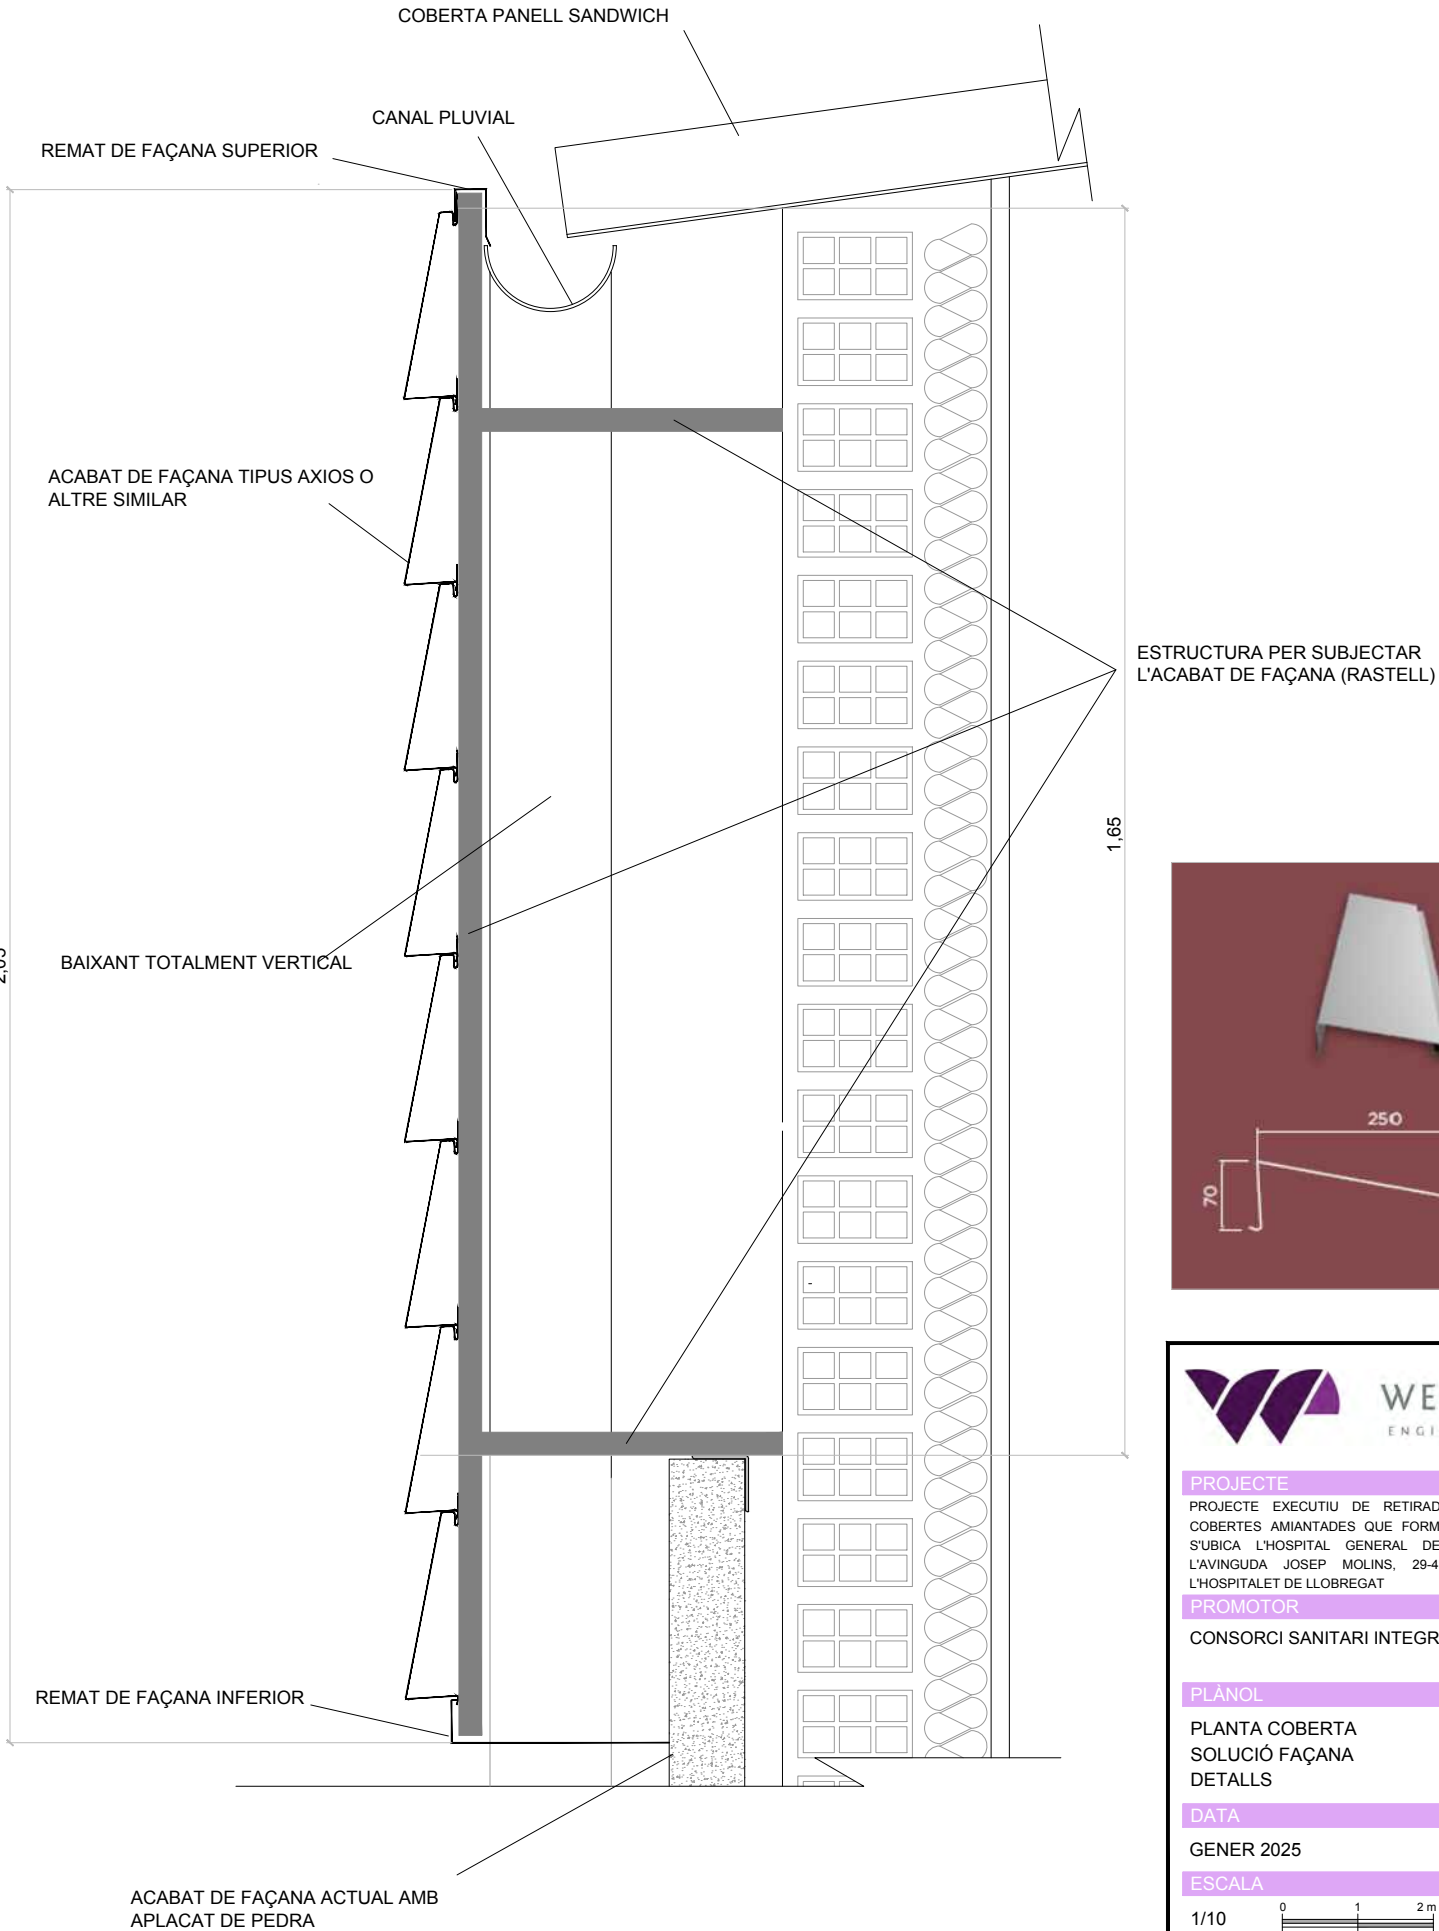 COBERTA PANELL SANDWICH
CANAL PLUVIAL
REMAT DE FAÇANA SUPERIOR
ACABAT DE FAÇANA TIPUS AXIOS O
ALTRE SIMILAR
ESTRUCTURA PER SUBJECTAR
L'ACABAT DE FAÇANA (RASTELL)
1,65
BAIXANT TOTALMENT VERTICAL
250
70
REMAT DE FAÇANA INFERIOR
ACABAT DE FAÇANA ACTUAL AMB
APLACAT DE PEDRA
WE
ENGI
PROJECTE
PROJECTE EXECUTIU DE RETIRAD
COBERTES AMIANTADES QUE FORM
S'UBICA L'HOSPITAL GENERAL DE
L'AVINGUDA JOSEP MOLINS, 29-4
L'HOSPITALET DE LLOBREGAT
PROMOTOR
CONSORCI SANITARI INTEGR
PLÀNOL
PLANTA COBERTA
SOLUCIÓ FAÇANA
DETALLS
DATA
GENER 2025
ESCALA
1/10
0 1 2 m